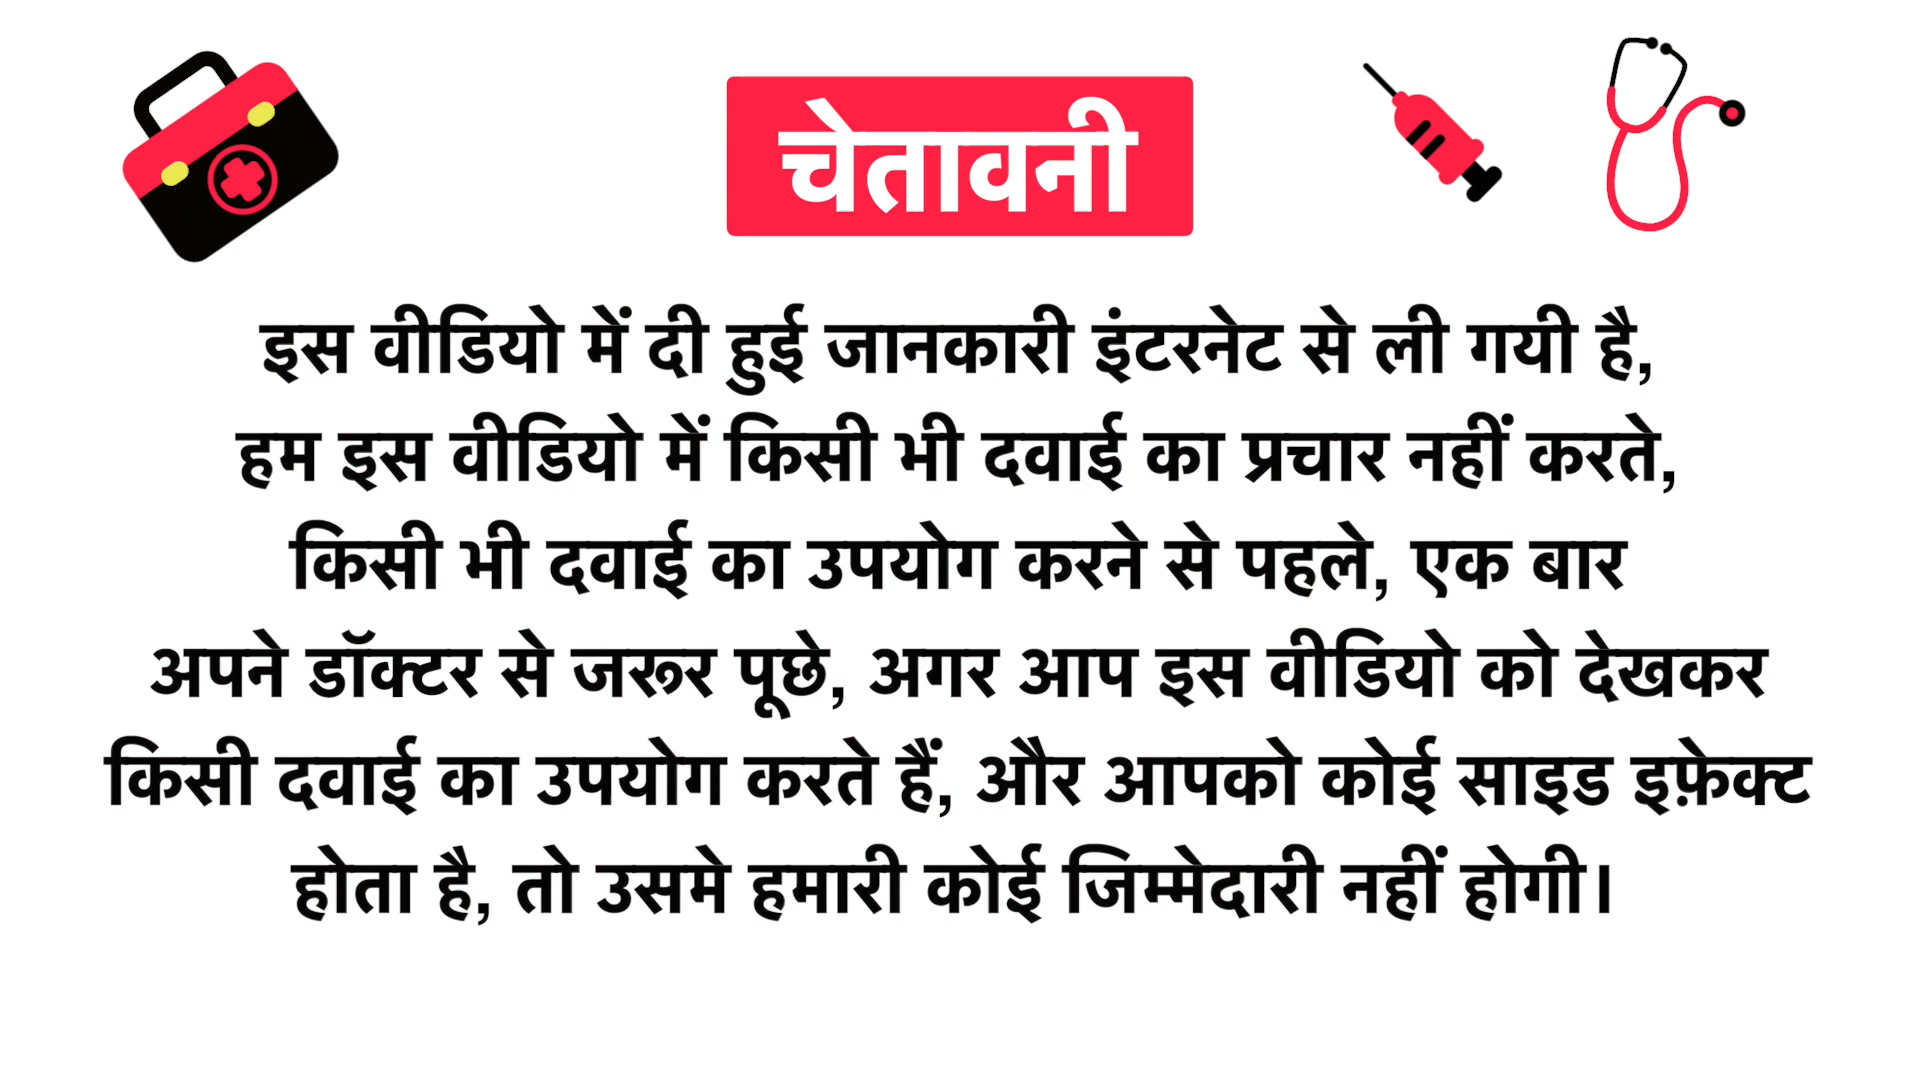 चेतावनी
इस वीडियो में दी हुई जानकारी इंटरनेट से ली गयी है,
हम इस वीडियो में किसी भी दवाई का प्रचार नहीं करते,
किसी भी दवाई का उपयोग करने से पहले, एक बार
अपने डॉक्टर से जरूर पूछे, अगर आप इस वीडियो को देखकर
किसी दवाई का उपयोग करते हैं, और आपको कोई साइड इफ़ेक्ट
होता है, तो उसमे हमारी कोई जिम्मेदारी नहीं होगी।